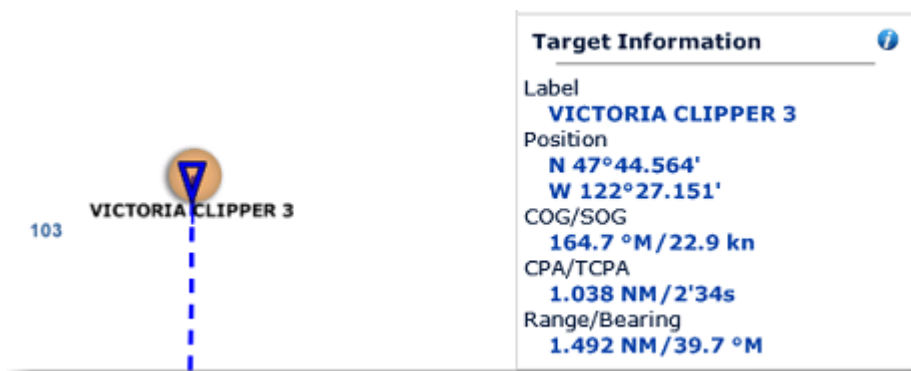 Target Information
Label
VICTORIA CLIPPER 3
Position
N 47°44.564'
W 122°27.151'
COG/SOG
164.7 °M/22.9 kn
CPA/TCPA
1.038 NM/2'34s
Range/Bearing
1.492 NM/39.7 °M
VICTORIA CLIPPER 3
103